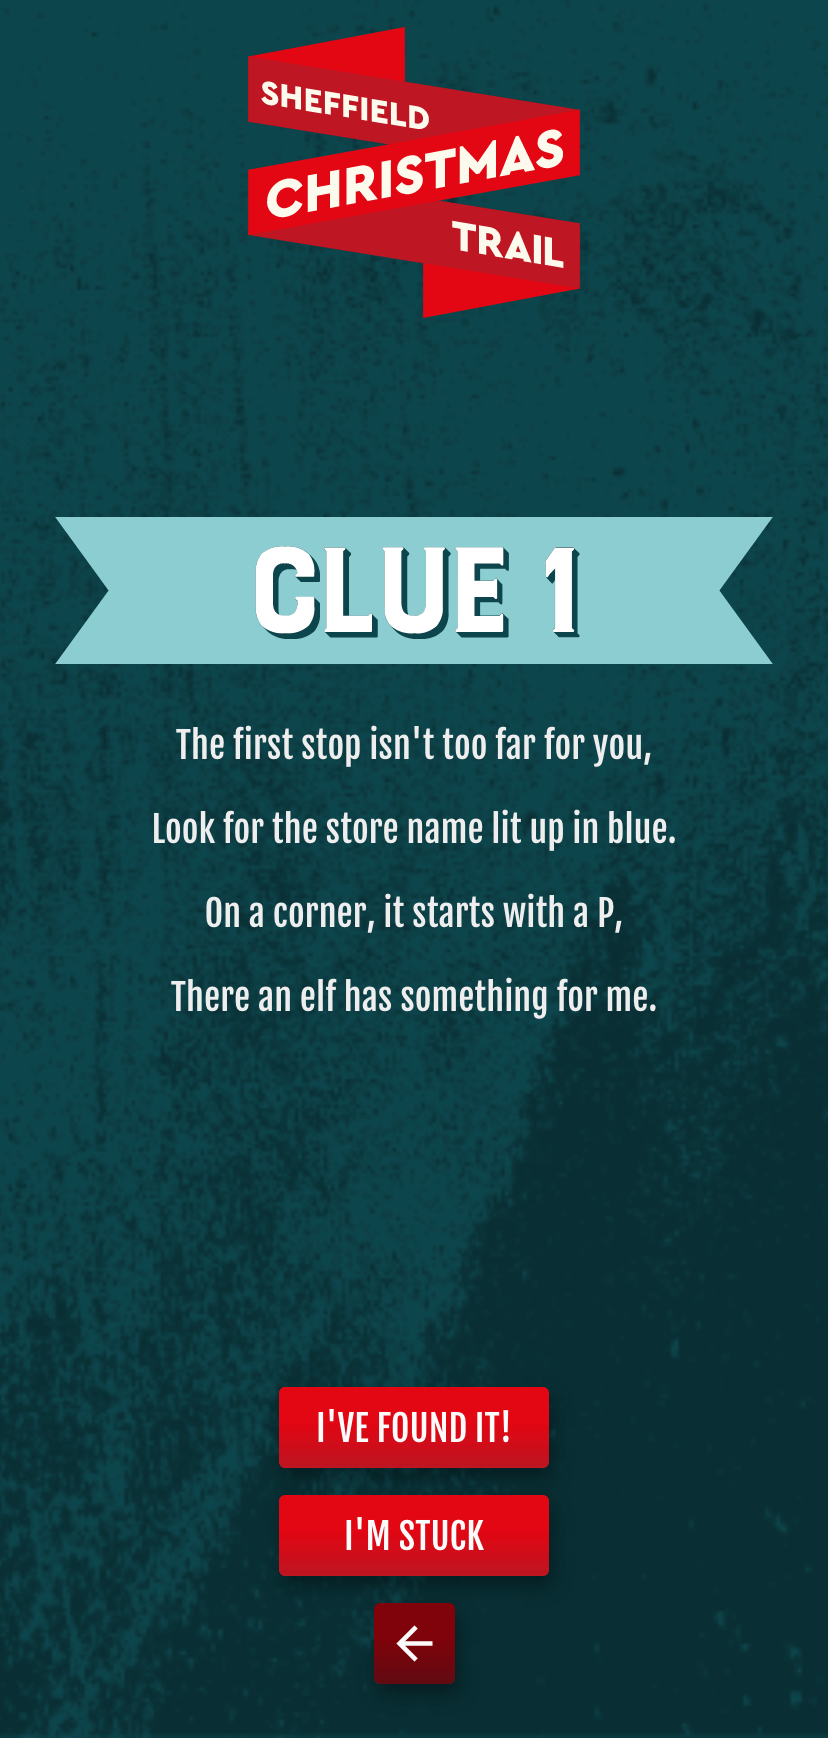 SHEFFIELD
CHRISTMAS
TRAIL
CLUE 1
The first stop isn't too far for you,
Look for the store name lit up in blue.
On a corner, it starts with a P,
There an elf has something for me.
I'VE FOUND IT!
I'M STUCK